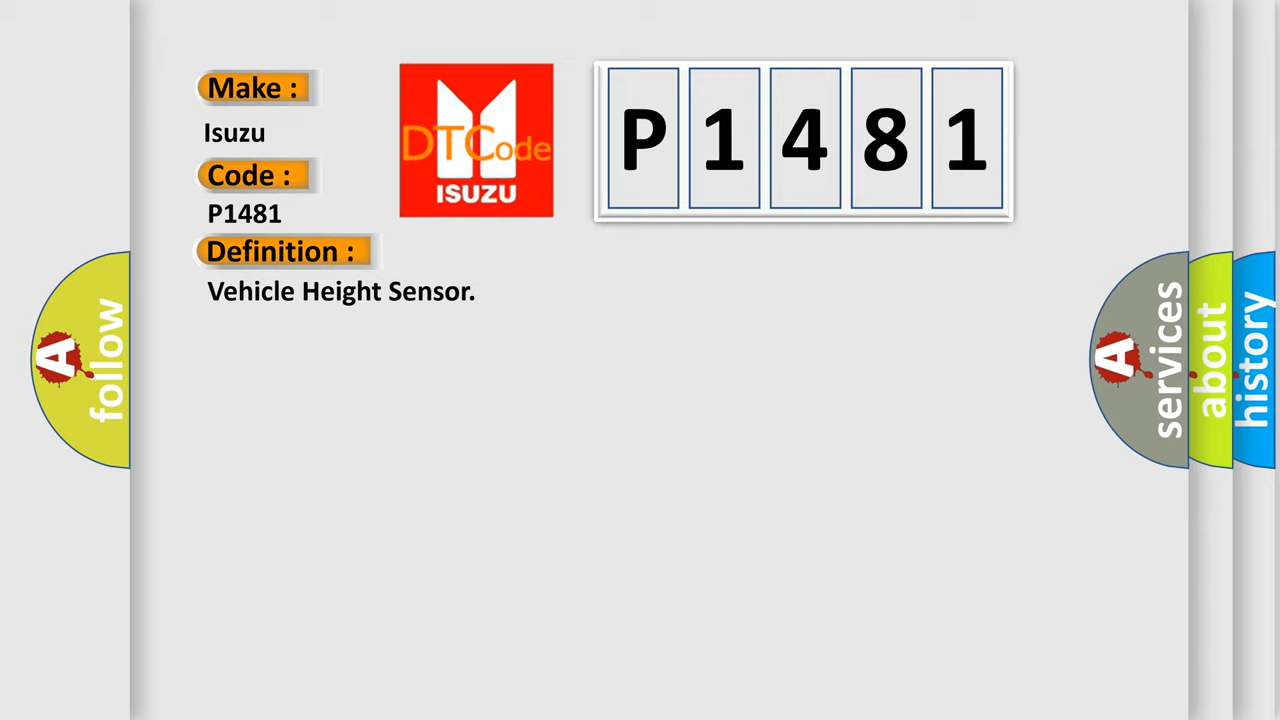 Make :
Isuzu
Code :
P1481
Definition :
Vehicle Height Sensor.
DTCode
ISUZU
P 1 4 8 1
A follow
A services
about
history